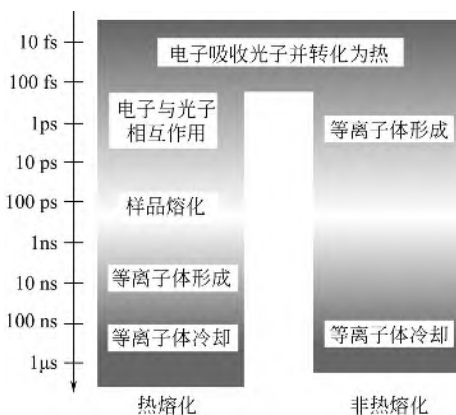 10 fs
电子吸收光子并转化为热
100 fs
电子与光子
相互作用
1ps
等离子体形成
10 ps
100 ps
样品熔化
1ns
等离子体形成
10 ns
100 ns
等离子体冷却
等离子体冷却
1μs
热熔化
非热熔化